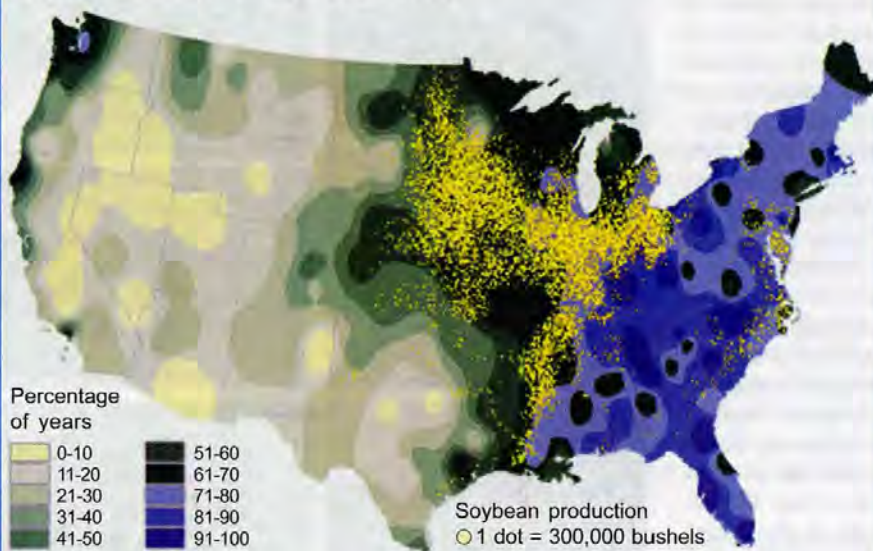 Percentage
of years
0-10
11-20
21-30
31-40
41-50
51-60
61-70
71-80
81-90
91-100
Soybean production
1 dot = 300,000 bushels